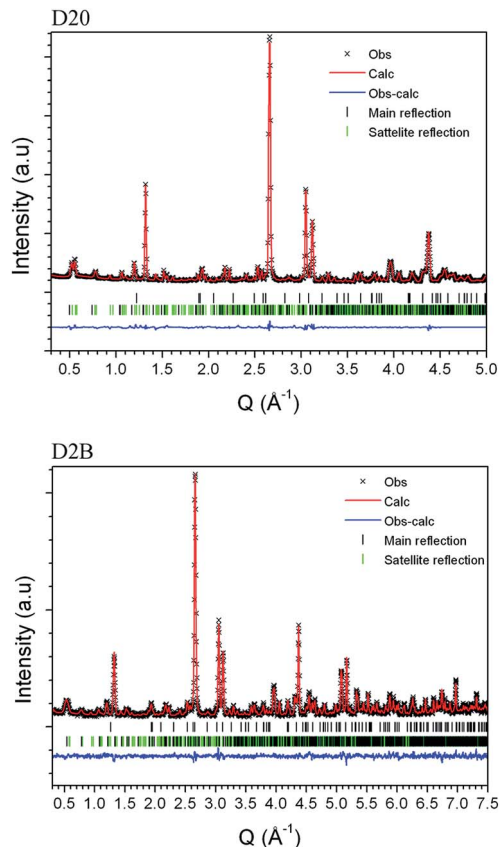 D20
Obs
Calc
Obs-calc
Main reflection
Sattelite reflection
Intensity (a.u)
0.5 1.0 1.5 2.0 2.5 3.0 3.5 4.0 4.5 5.0
Q (Å⁻¹)
D2B
Obs
Calc
Obs-calc
Main reflection
Satellite reflection
Intensity (a.u)
0.5 1.0 1.5 2.0 2.5 3.0 3.5 4.0 4.5 5.0 5.5 6.0 6.5 7.0 7.5
Q (Å⁻¹)